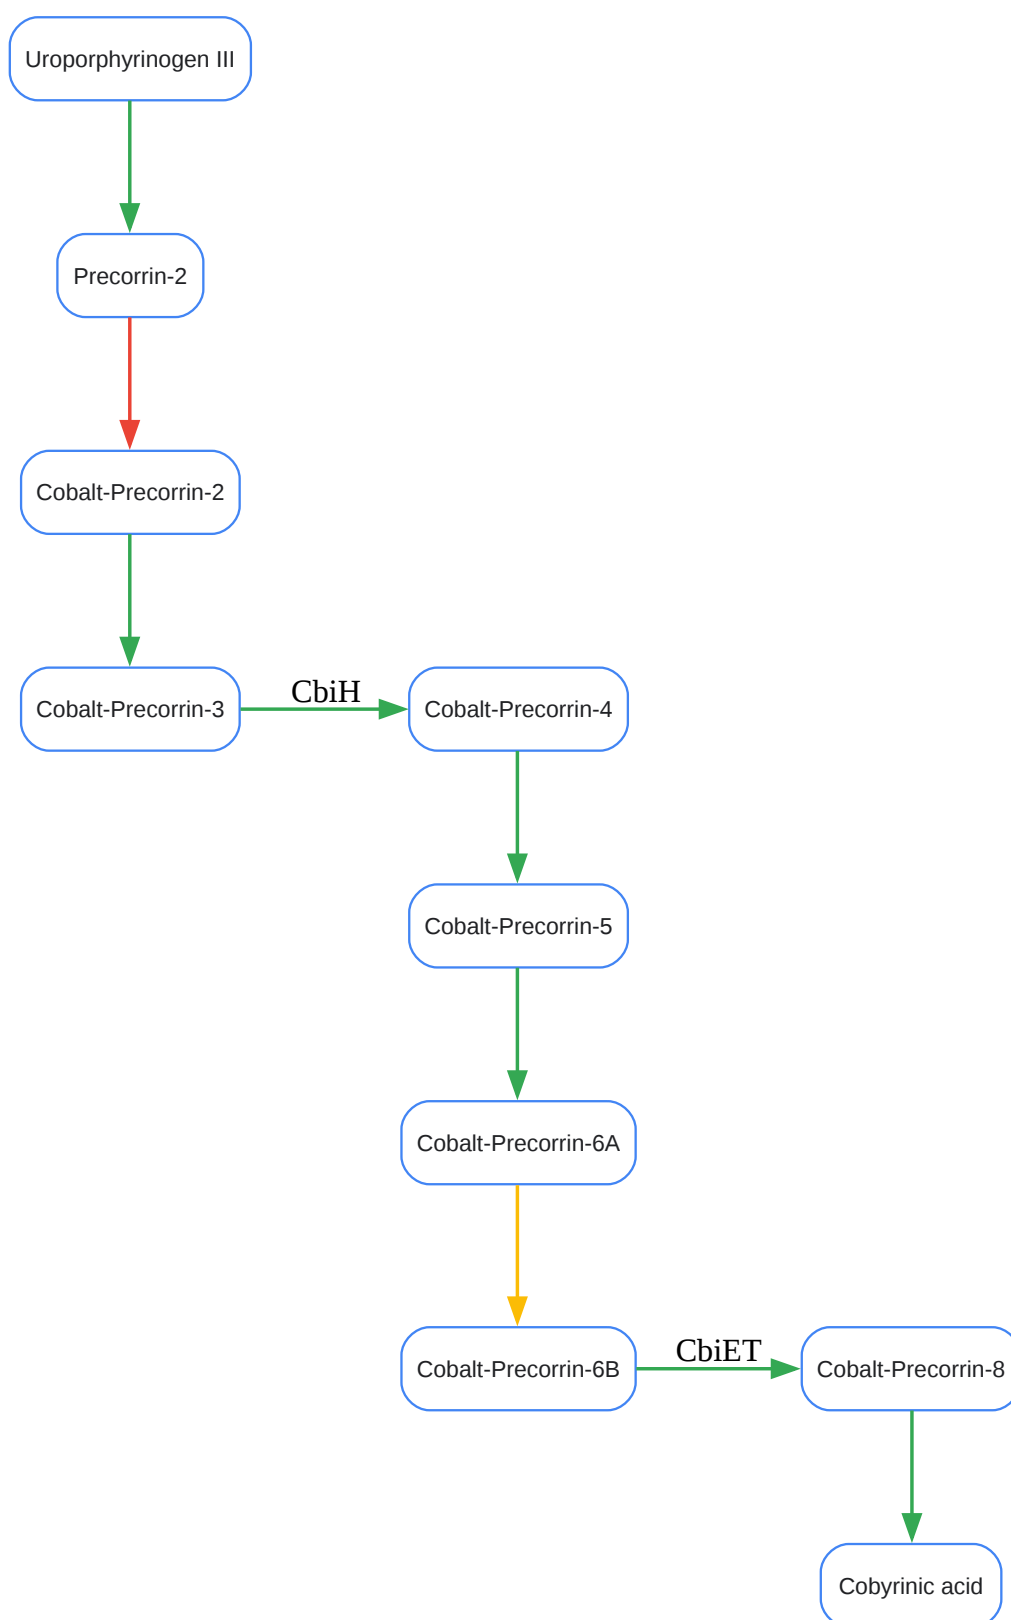 Uroporphyrinogen III
Precorrin-2
Cobalt-Precorrin-2
Cobalt-Precorrin-3
CbiH
Cobalt-Precorrin-4
Cobalt-Precorrin-5
Cobalt-Precorrin-6A
Cobalt-Precorrin-6B
CbiET
Cobalt-Precorrin-8
Cobyrinic acid